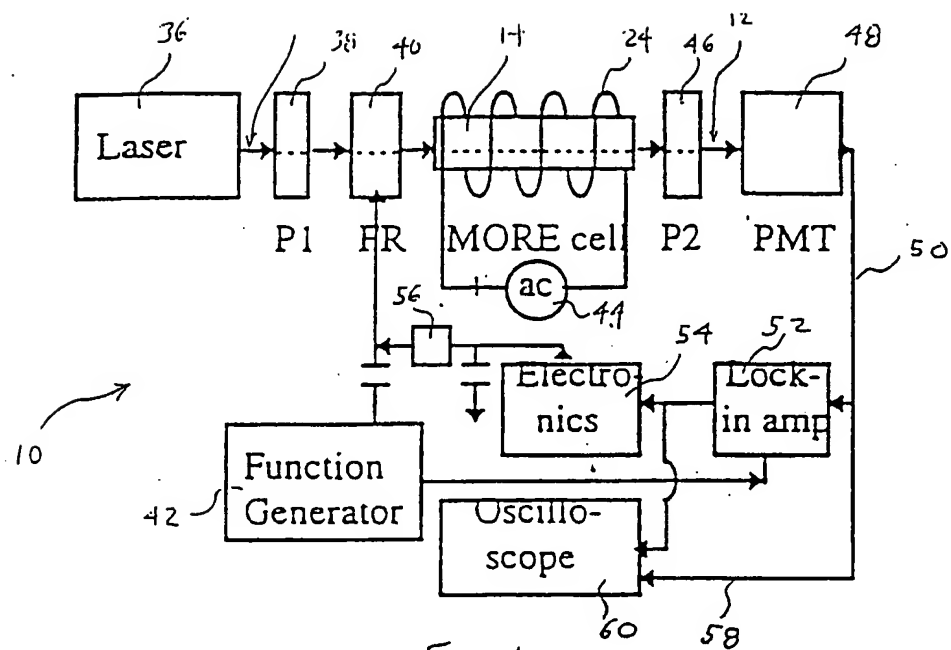 36
38
40
14
24
46
12
48
Laser
P1
FR
MORE cell
P2
PMT
ac
44
50
56
54
52
Electro-
nics
Lock-
in amp
10
42
Function
Generator
Oscillo-
scope
60
58